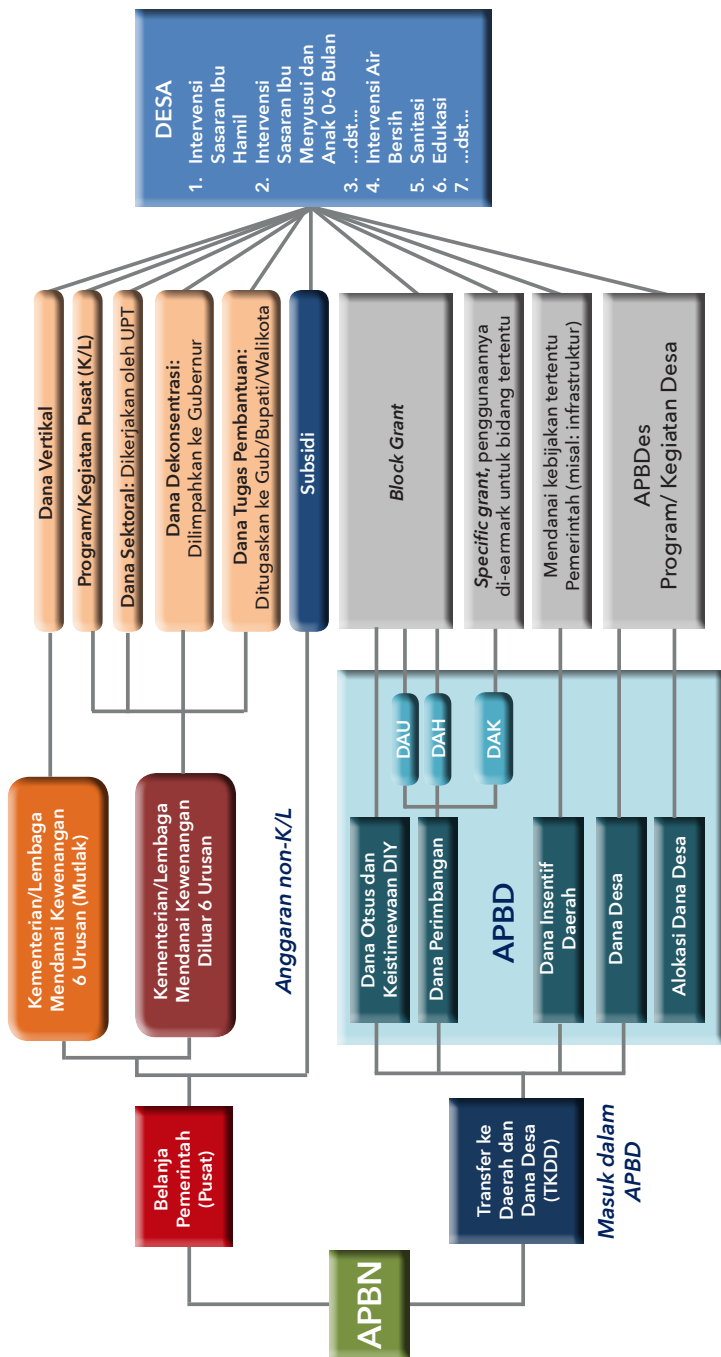 APBN
Belanja
Pemerintah
(Pusat)
Transfer ke
Daerah dan
Dana Desa
(TKDD)
Masuk dalam
APBD
Kementerian/Lembaga
Mendanai Kewenangan
6 Urusan (Mutlak)
Kementerian/Lembaga
Mendanai Kewenangan
Diluar 6 Urusan
Anggaran non-K/L
APBD
Dana Otsus dan
Keistimewaan DIY
Dana Perimbangan
Dana Insentif
Daerah
Dana Desa
Alokasi Dana Desa
DAU
DAH
DAK
Dana Vertikal
Program/Kegiatan Pusat (K/L)
Dana Sektoral: Dikerjakan oleh UPT
Dana Dekonsentrasi:
Dilimpahkan ke Gubernur
Dana Tugas Pembantuan:
Ditugaskan ke Gub/Bupati/Walikota
Subsidi
Block Grant
Specific grant, penggunaannya
di-earmark untuk bidang tertentu
Mendanai kebijakan tertentu
Pemerintah (misal: infrastruktur)
APBDes
Program/ Kegiatan Desa
DESA
1. Intervensi
Sasaran Ibu
Hamil
2. Intervensi
Sasaran Ibu
Menyusui dan
Anak 0-6 Bulan
3. ...dst...
4. Intervensi Air
Bersih
5. Sanitasi
6. Edukasi
7. ...dst...